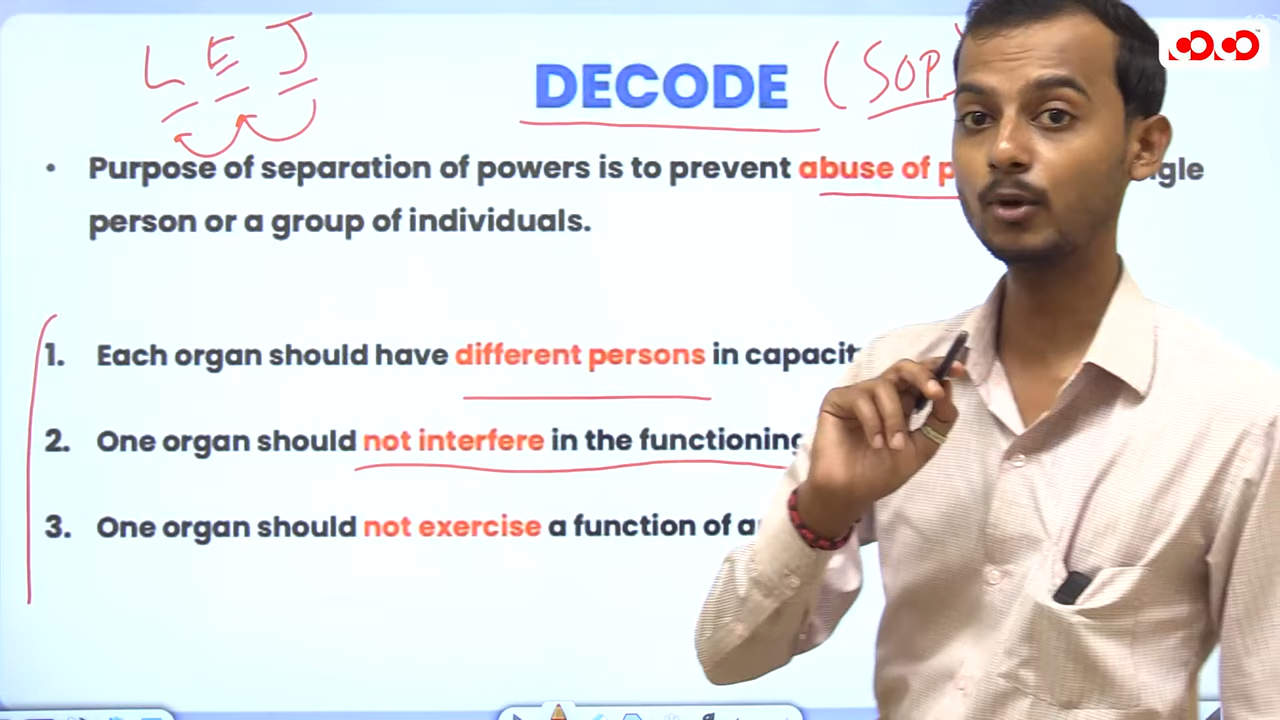 L E J
DECODE (SOP)
• Purpose of separation of powers is to prevent abuse of
person or a group of individuals.
1. Each organ should have different persons in
2. One organ should not interfere in the functioning
3. One organ should not exercise a function of